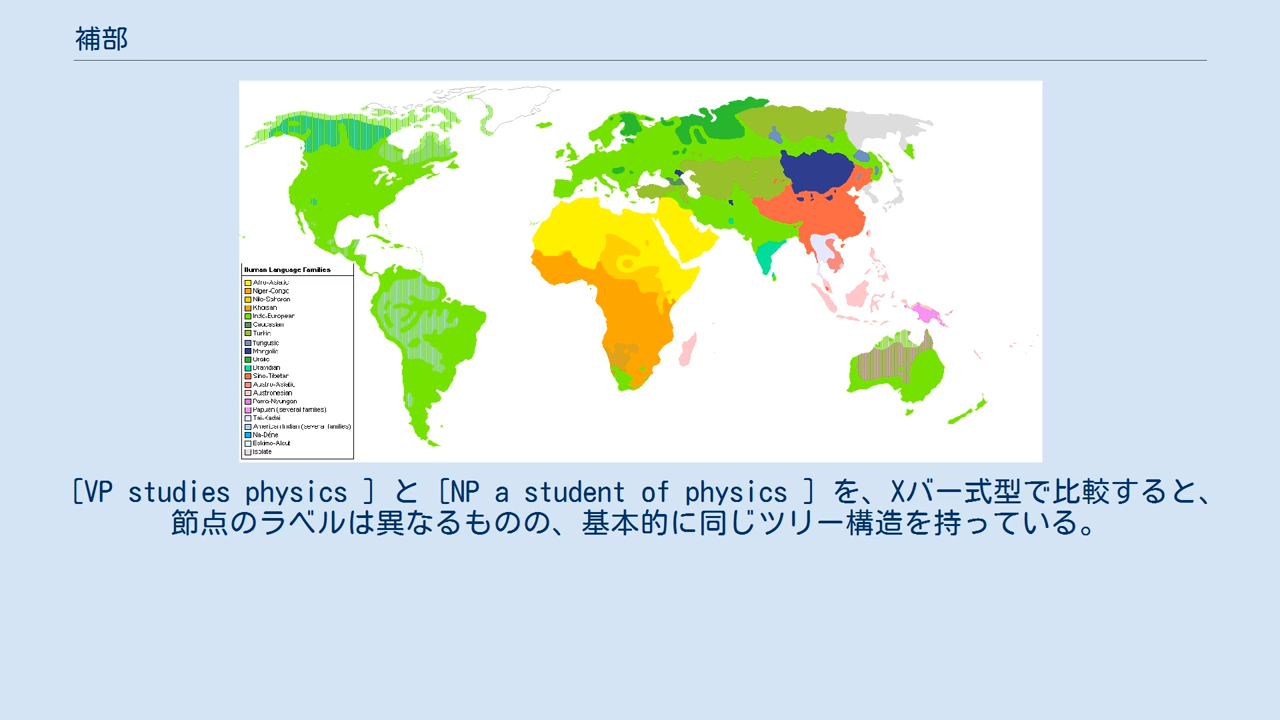 補部
Human Language Families
Afro-Asiatic
Niger-Congo
Nilo-Saharan
Khoisan
Indo-European
Caucasian
Turkic
Tungusic
Mongolic
Uralic
Dravidian
Sino-Tibetan
Austro-Asiatic
Austronesian
Pama-Nyungan
Papuan (several families)
Tai-Kadai
American Indian (several families)
Na-Déne
Eskimo-Aleut
Isolate
[VP studies physics ] と [NP a student of physics ] を、Xバー式型で比較すると、
節点のラベルは異なるものの、基本的に同じツリー構造を持っている。